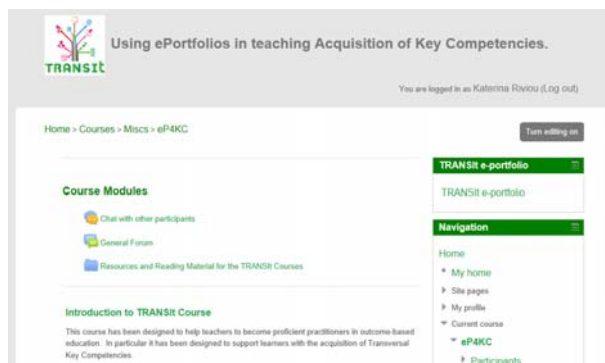 TRANSIt
Using ePortfolios in teaching Acquisition of Key Competencies.
You are logged in as Katerina Riviou (Log out)
Home > Courses > Miscs > eP4KC
Turn editing on
Course Modules
Chat with other participants
General Forum
Resources and Reading Material for the TRANSIt Courses
Introduction to TRANSIt Course
This course has been designed to help teachers to become proficient practitioners in outcome-based
education. In particular it has been designed to support learners with the acquisition of Transversal
Key Competencies.
TRANSIt e-portfolio
TRANSIt e-portfolio
Navigation
Home
My home
Site pages
My profile
Current course
eP4KC
Participants